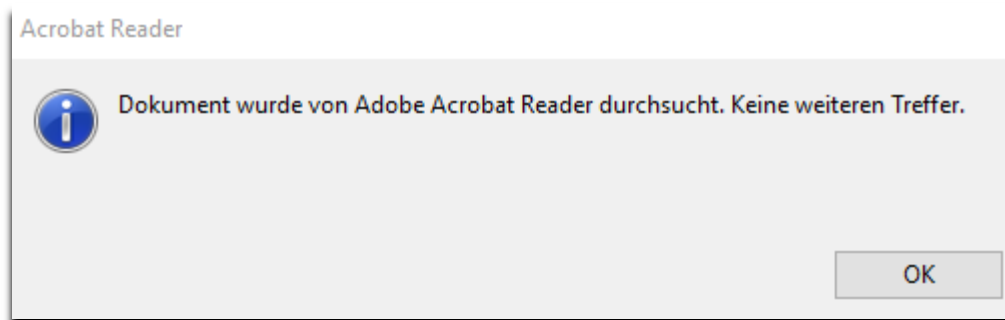 Acrobat Reader
Dokument wurde von Adobe Acrobat Reader durchsucht. Keine weiteren Treffer.
OK